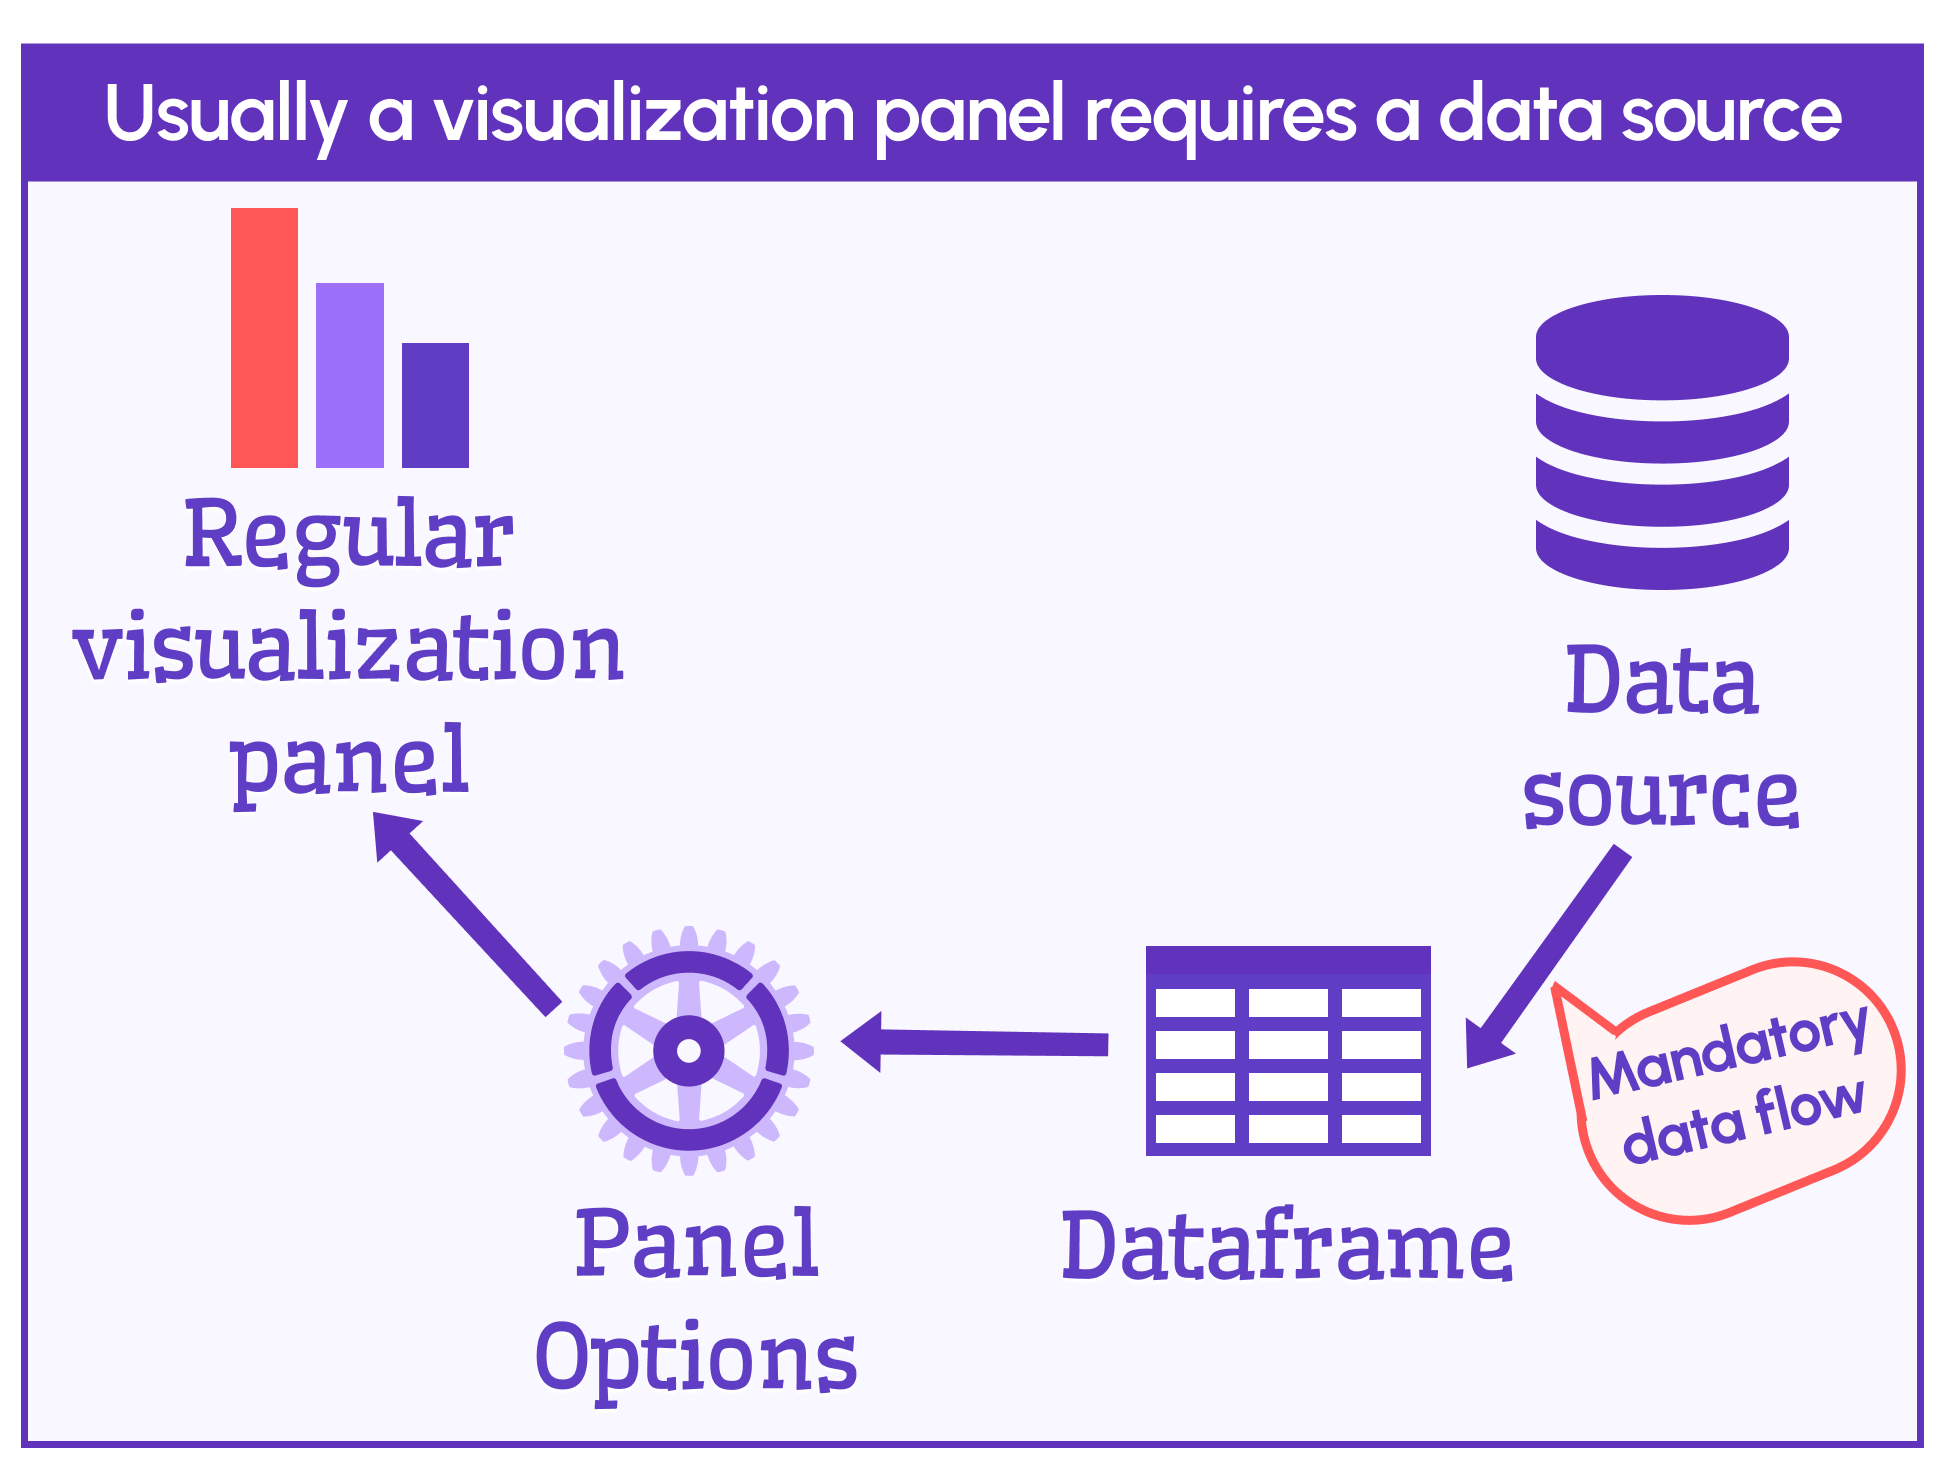 Usually a visualization panel requires a data source
Regular
visualization
panel
Data
source
Mandatory
data flow
Panel
Options
Dataframe